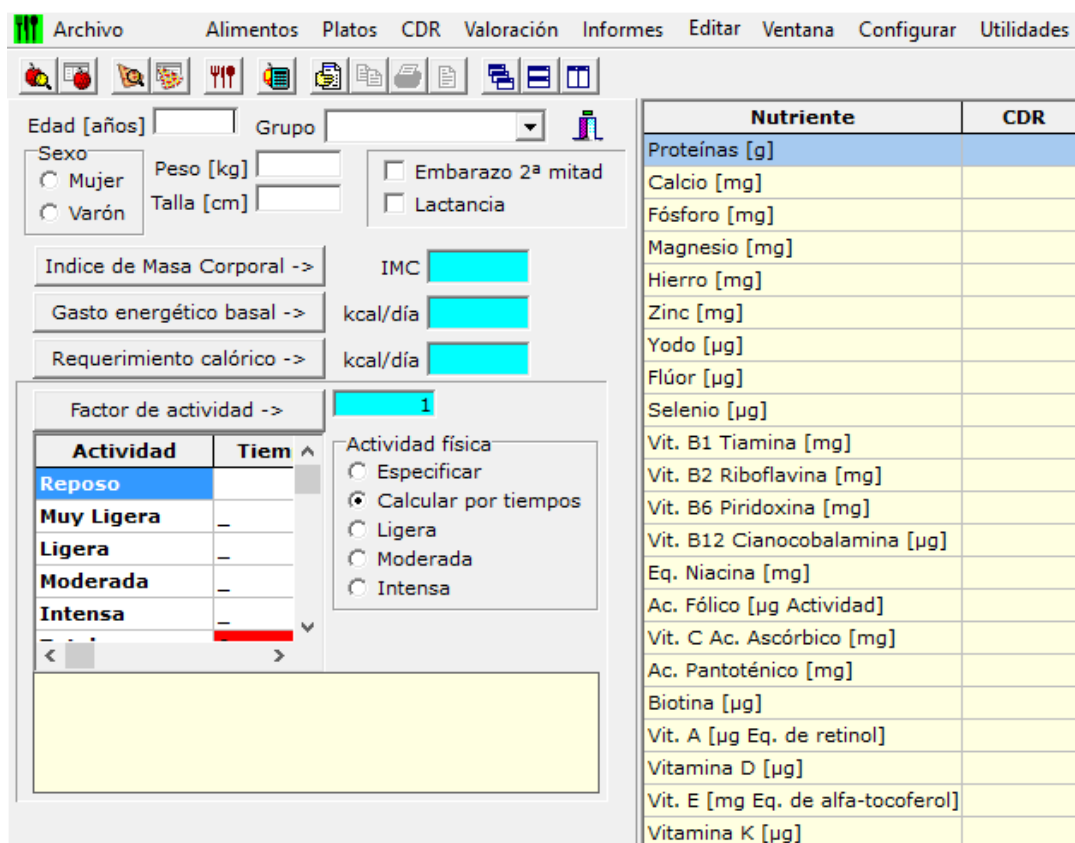 Archivo Alimentos Platos CDR Valoración Informes Editar Ventana Configurar Utilidades
Edad [años] Grupo
Sexo
Mujer
Varón
Peso [kg]
Talla [cm]
Embarazo 2ª mitad
Lactancia
Indice de Masa Corporal -> IMC
Gasto energético basal -> kcal/día
Requerimiento calórico -> kcal/día
Factor de actividad -> 1
Actividad Tiem
Reposo
Muy Ligera _
Ligera _
Moderada _
Intensa _
Actividad física
Especificar
Calcular por tiempos
Ligera
Moderada
Intensa
Nutriente CDR
Proteínas [g]
Calcio [mg]
Fósforo [mg]
Magnesio [mg]
Hierro [mg]
Zinc [mg]
Yodo [µg]
Flúor [µg]
Selenio [µg]
Vit. B1 Tiamina [mg]
Vit. B2 Riboflavina [mg]
Vit. B6 Piridoxina [mg]
Vit. B12 Cianocobalamina [µg]
Eq. Niacina [mg]
Ac. Fólico [µg Actividad]
Vit. C Ac. Ascórbico [mg]
Ac. Pantoténico [mg]
Biotina [µg]
Vit. A [µg Eq. de retinol]
Vitamina D [µg]
Vit. E [mg Eq. de alfa-tocoferol]
Vitamina K [µg]